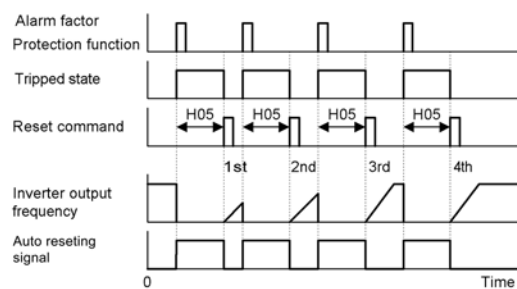 Alarm factor
Protection function
Tripped state
H05 H05 H05 H05
Reset command
1st 2nd 3rd 4th
Inverter output
frequency
Auto reseting
signal
0 Time